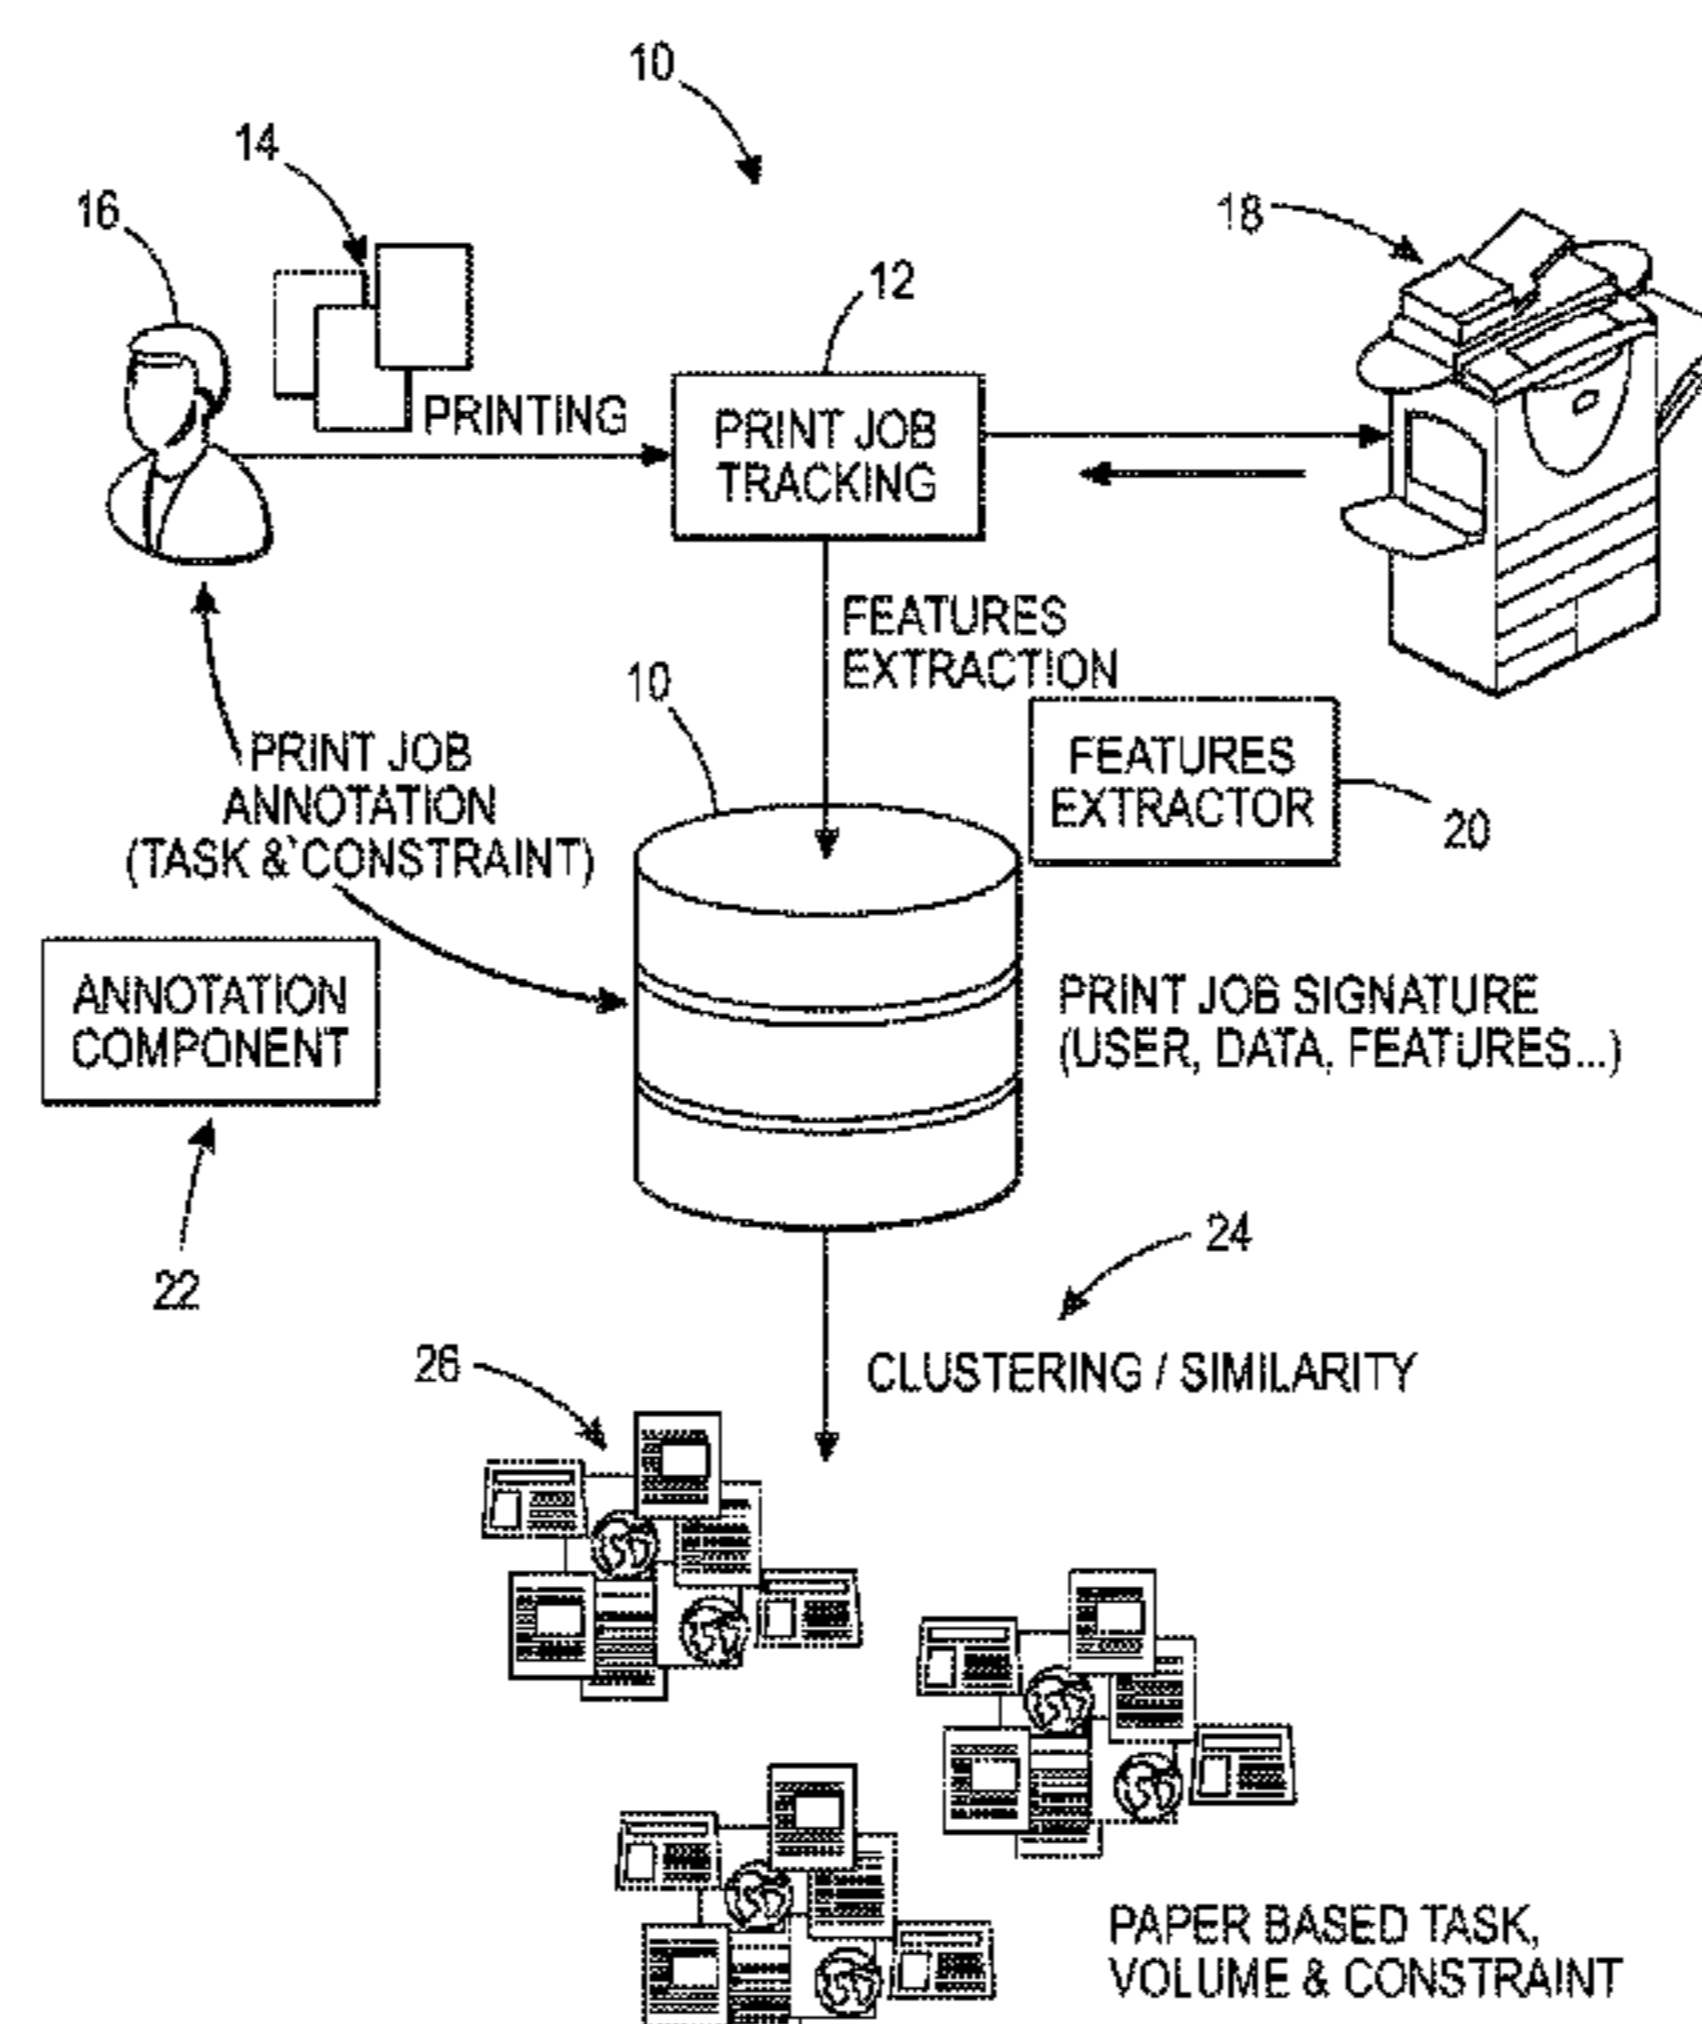 10
14
16
18
12
PRINTING
PRINT JOB
TRACKING
FEATURES
EXTRACTION
10
FEATURES
EXTRACTOR
20
PRINT JOB
ANNOTATION
(TASK & CONSTRAINT)
ANNOTATION
COMPONENT
22
PRINT JOB SIGNATURE
(USER, DATA, FEATURES...)
24
CLUSTERING / SIMILARITY
26
PAPER BASED TASK,
VOLUME & CONSTRAINT